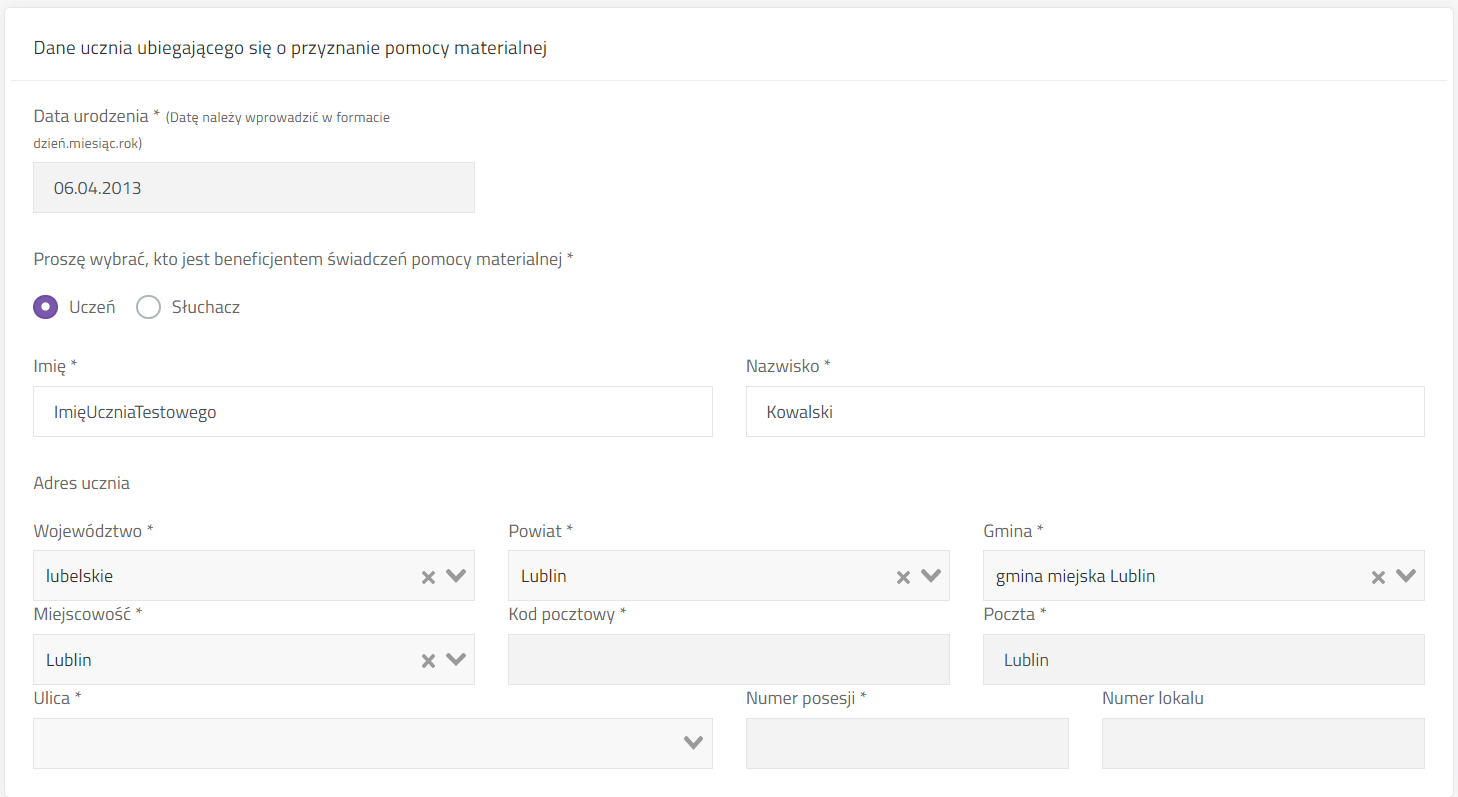 Dane ucznia ubiegającego się o przyznanie pomocy materialnej
Data urodzenia * (Datę należy wprowadzić w formacie
dzień.miesiąc.rok)
06.04.2013
Proszę wybrać, kto jest beneficjentem świadczeń pomocy materialnej *
Uczeń Słuchacz
Imię * Nazwisko *
ImięUczniaTestowego Kowalski
Adres ucznia
Województwo * Powiat * Gmina *
lubelskie Lublin gmina miejska Lublin
Miejscowość * Kod pocztowy * Poczta *
Lublin Lublin
Ulica * Numer posesji * Numer lokalu